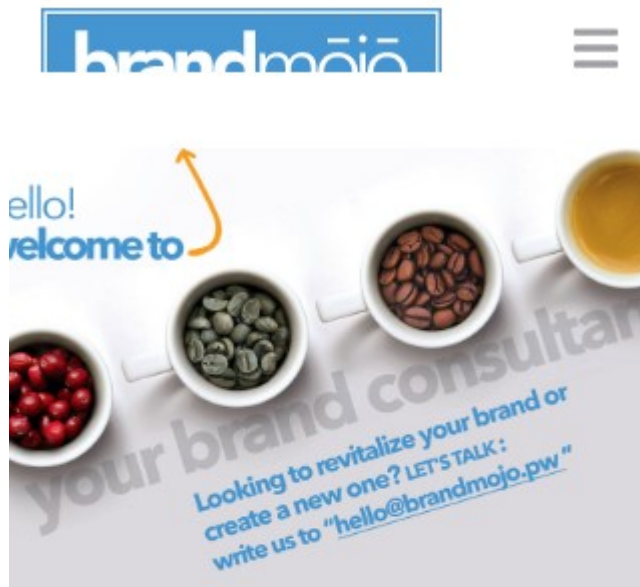 brandmōjō
ello!
velcome to
your brand consultan
Looking to revitalize your brand or
create a new one? LET'S TALK :
write us to "hello@brandmojo.pw"